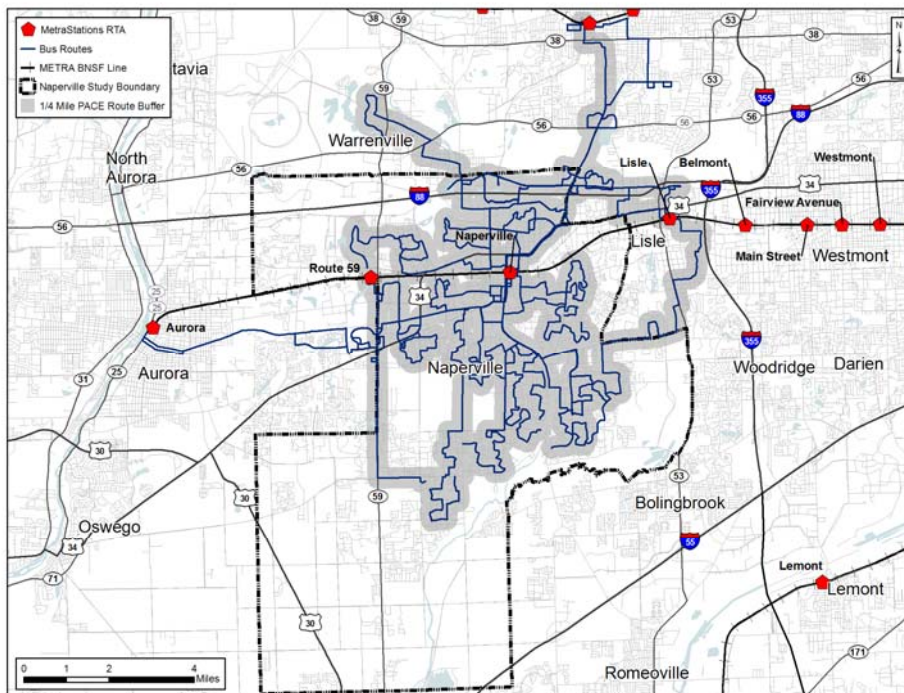 MetraStations RTA
Bus Routes
METRA BNSF Line
Naperville Study Boundary
1/4 Mile PACE Route Buffer
N
38
59
38
53
38
tavia
59
53
355
56
88
56
56
56
56
Warrenville
North
Aurora
56
Lisle
Belmont
Westmont
355
34
88
34
Fairview Avenue
56
Naperville
Lisle
Main Street
Westmont
Route 59
34
25
Aurora
31
25
Aurora
Naperville
355
Woodridge
Darien
30
53
59
30
Bolingbrook
Oswego
34
55
71
Lemont
Lemont
30
171
Romeoville
0
1
2
4
Miles